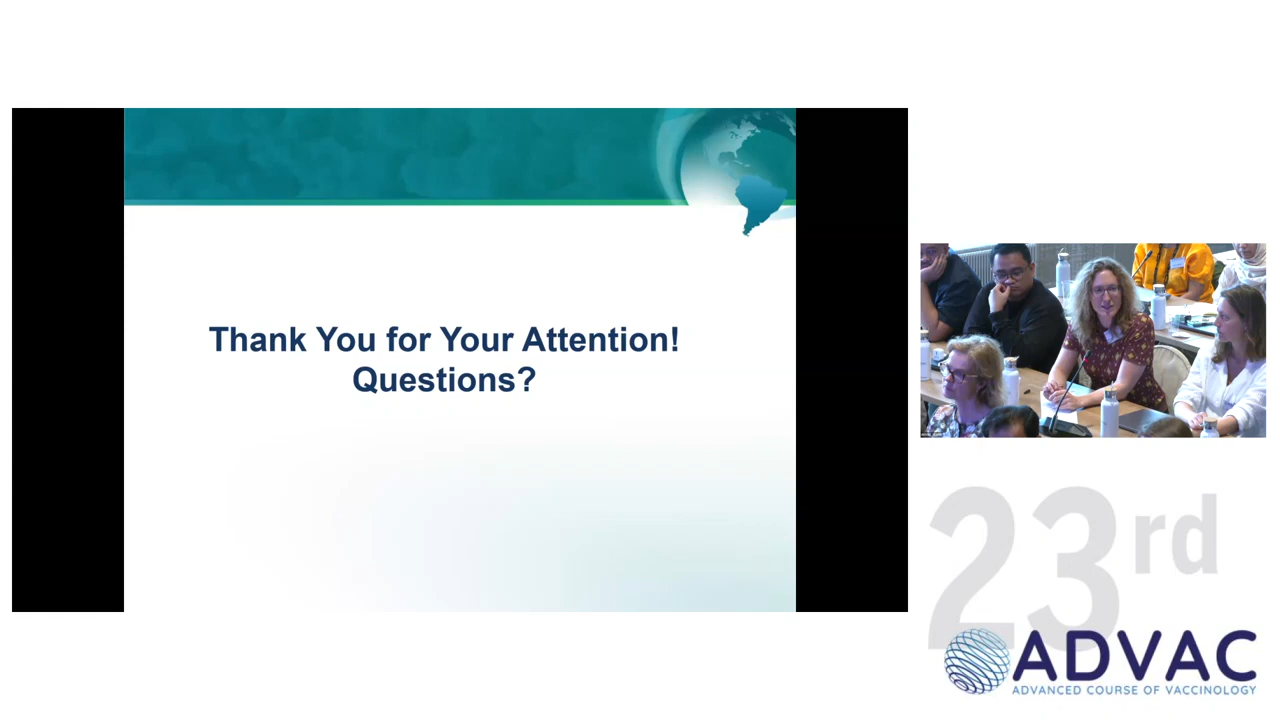 Thank You for Your Attention!
Questions?
23rd
ADVAC
ADVANCED COURSE OF VACCINOLOGY